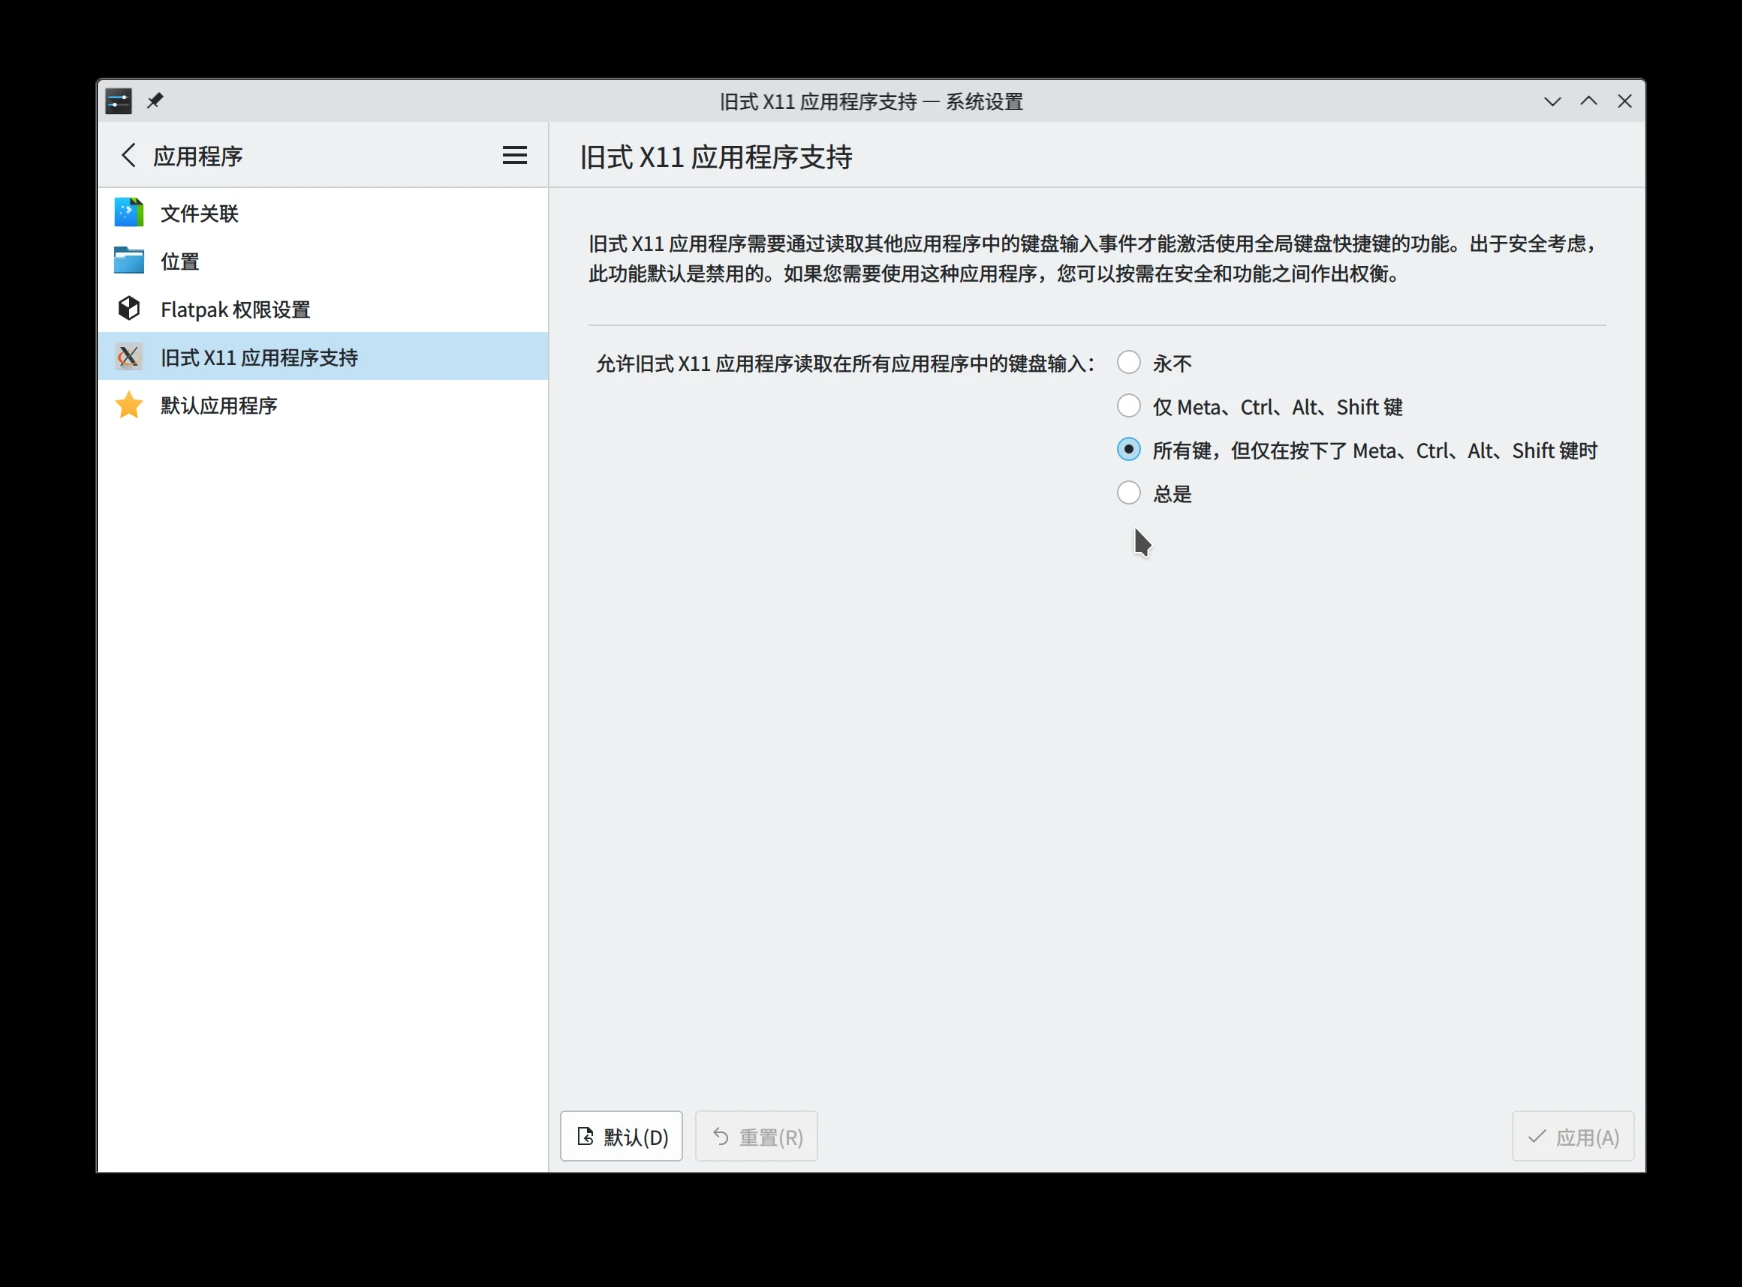 旧式 X11 应用程序支持 — 系统设置
应用程序
旧式 X11 应用程序支持
文件关联
位置
Flatpak 权限设置
旧式 X11 应用程序支持
默认应用程序
旧式 X11 应用程序需要通过读取其他应用程序中的键盘输入事件才能激活使用全局键盘快捷键的功能。出于安全考虑，
此功能默认是禁用的。如果您需要使用这种应用程序，您可以按需在安全和功能之间作出权衡。
允许旧式 X11 应用程序读取在所有应用程序中的键盘输入：
永不
仅 Meta、Ctrl、Alt、Shift 键
所有键，但仅在按下了 Meta、Ctrl、Alt、Shift 键时
总是
默认(D)
重置(R)
应用(A)